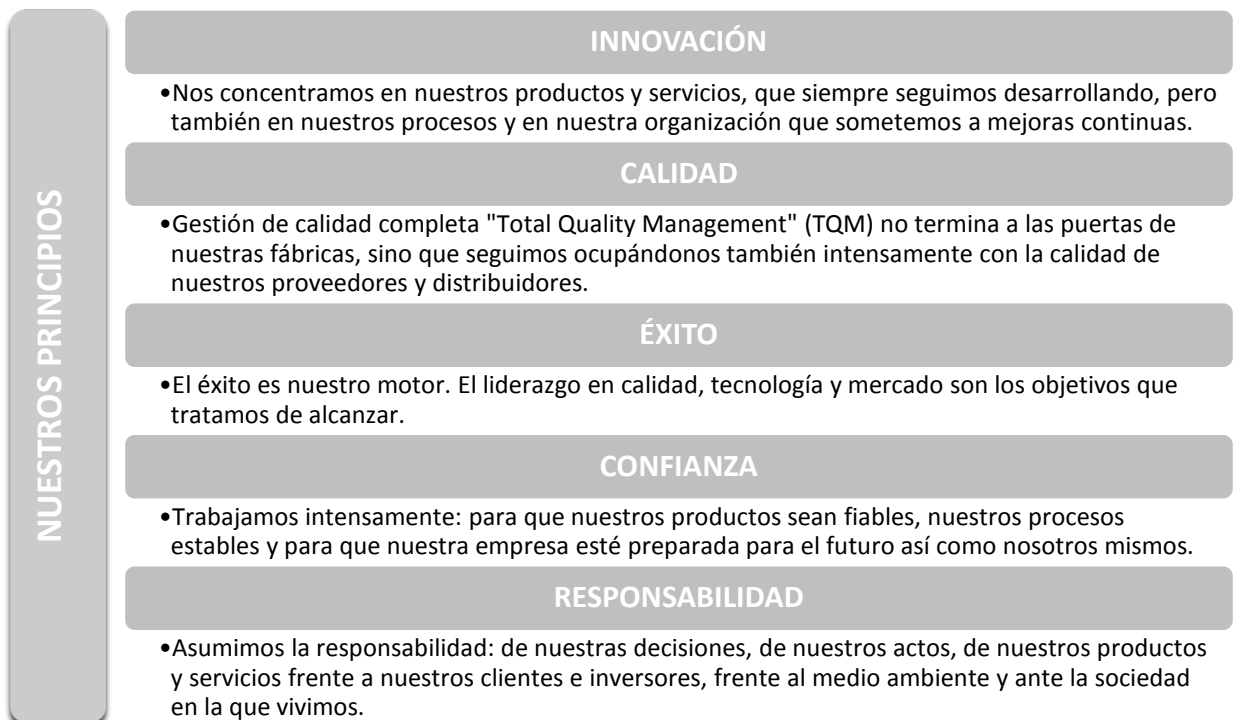 NUESTROS PRINCIPIOS
INNOVACIÓN
•Nos concentramos en nuestros productos y servicios, que siempre seguimos desarrollando, pero
también en nuestros procesos y en nuestra organización que sometemos a mejoras continuas.
CALIDAD
•Gestión de calidad completa "Total Quality Management" (TQM) no termina a las puertas de
nuestras fábricas, sino que seguimos ocupándonos también intensamente con la calidad de
nuestros proveedores y distribuidores.
ÉXITO
•El éxito es nuestro motor. El liderazgo en calidad, tecnología y mercado son los objetivos que
tratamos de alcanzar.
CONFIANZA
•Trabajamos intensamente: para que nuestros productos sean fiables, nuestros procesos
estables y para que nuestra empresa esté preparada para el futuro así como nosotros mismos.
RESPONSABILIDAD
•Asumimos la responsabilidad: de nuestras decisiones, de nuestros actos, de nuestros productos
y servicios frente a nuestros clientes e inversores, frente al medio ambiente y ante la sociedad
en la que vivimos.